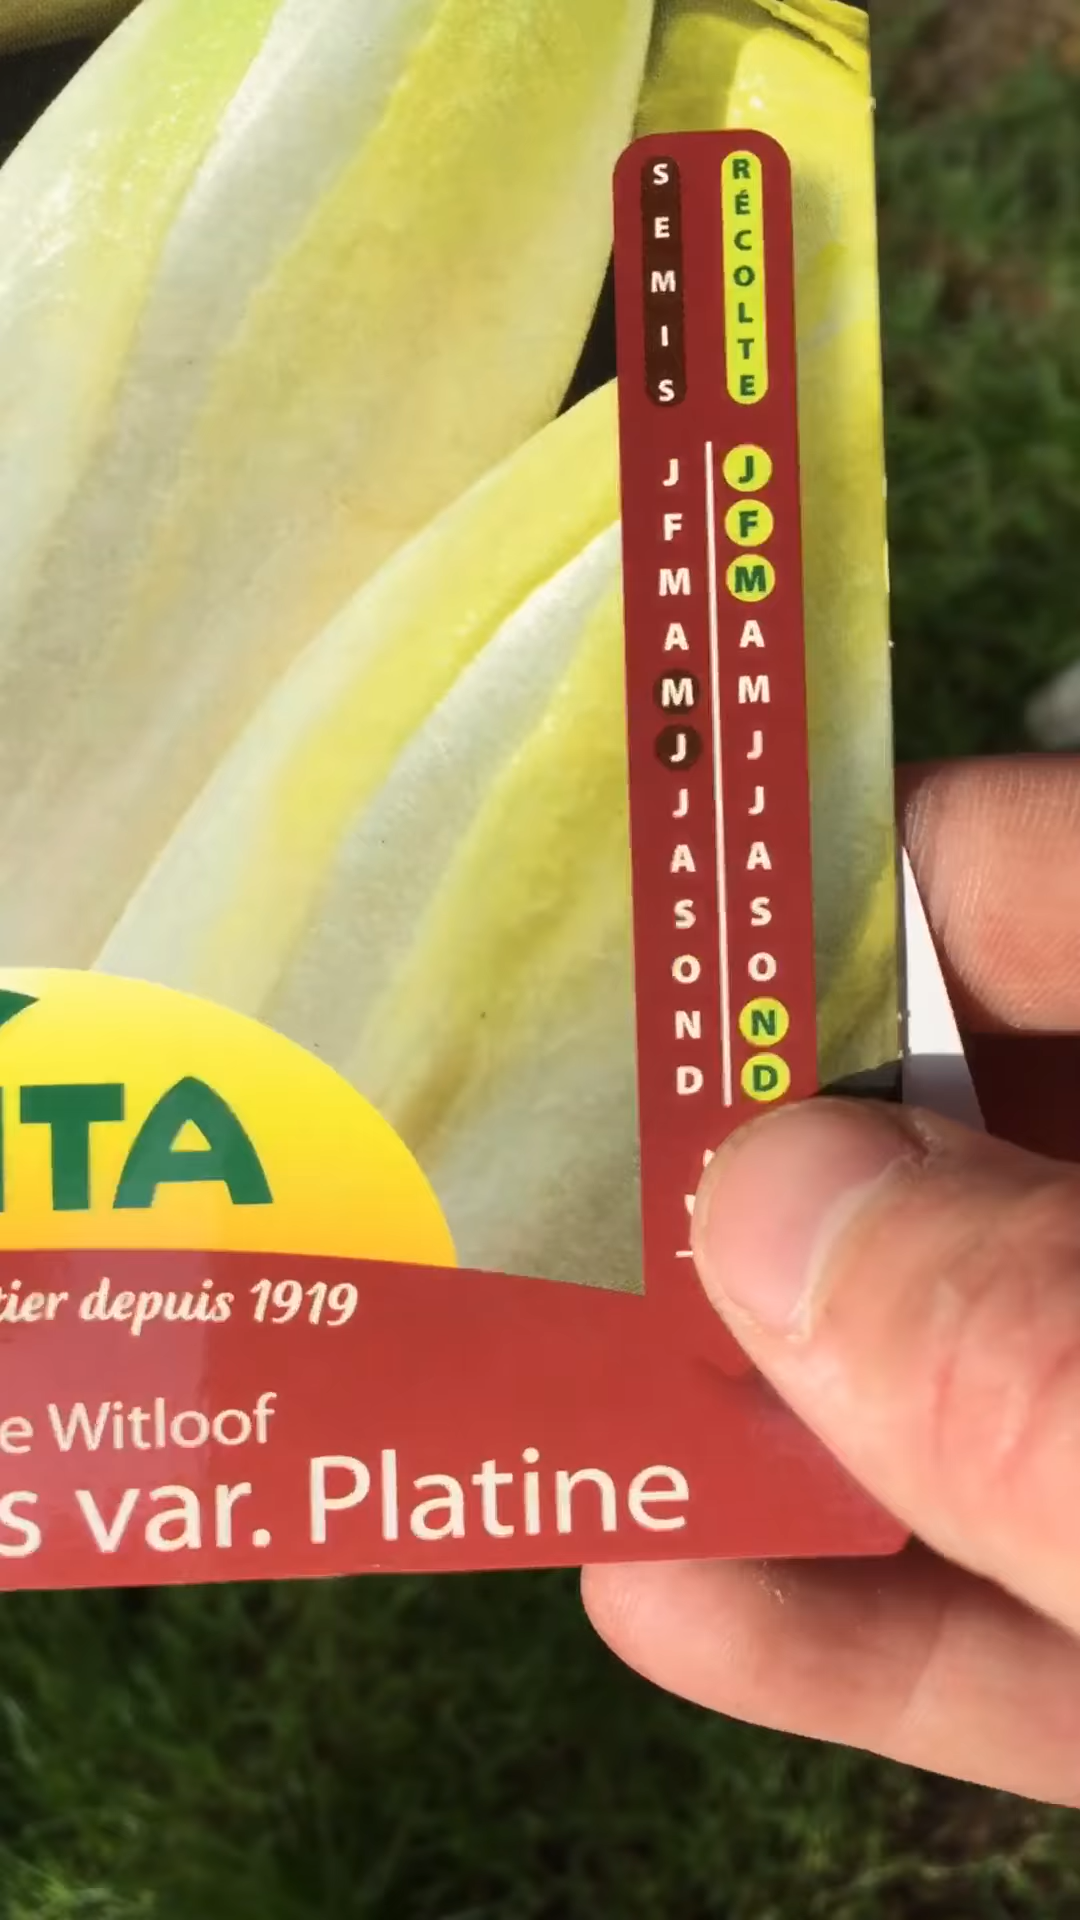 SEMIS RÉCOLTE
J J
F F
M M
A A
M M
J J
J J
A A
S S
O O
N N
D D
ITA
tier depuis 1919
e Witloof
s var. Platine